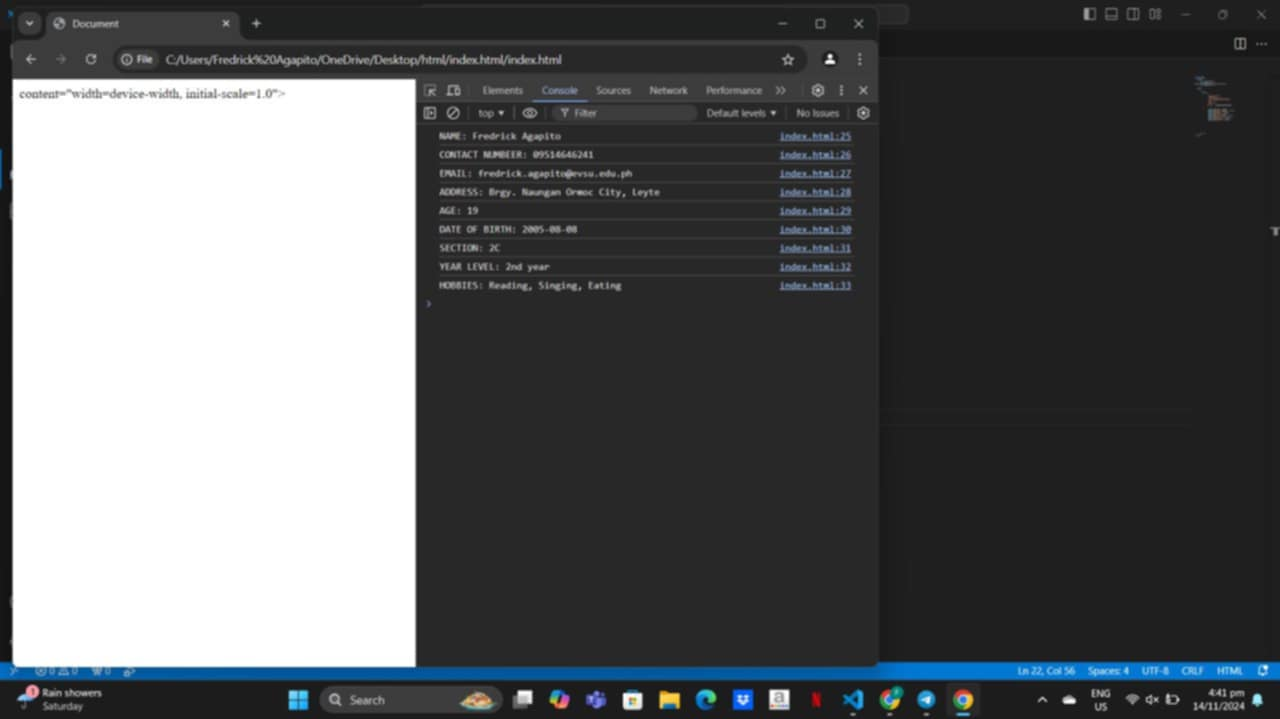 Document
File C:/Users/Fredrick%20Agapito/OneDrive/Desktop/html/index.html/index.html
content="width=device-width, initial-scale=1.0">
Elements Console Sources Network Performance
top Filter Default levels No Issues
NAME: Fredrick Agapito index.html:25
CONTACT NUMBEER: 09514646241 index.html:26
EMAIL: fredrick.agapito@evsu.edu.ph index.html:27
ADDRESS: Brgy. Naungan Ormoc City, Leyte index.html:28
AGE: 19 index.html:29
DATE OF BIRTH: 2005-08-08 index.html:30
SECTION: 2C index.html:31
YEAR LEVEL: 2nd year index.html:32
HOBBIES: Reading, Singing, Eating index.html:33
0 0 0 Ln 22, Col 56 Spaces: 4 UTF-8 CRLF HTML
1 Rain showers
Saturday
Search
ENG
US
4:41 pm
14/11/2024